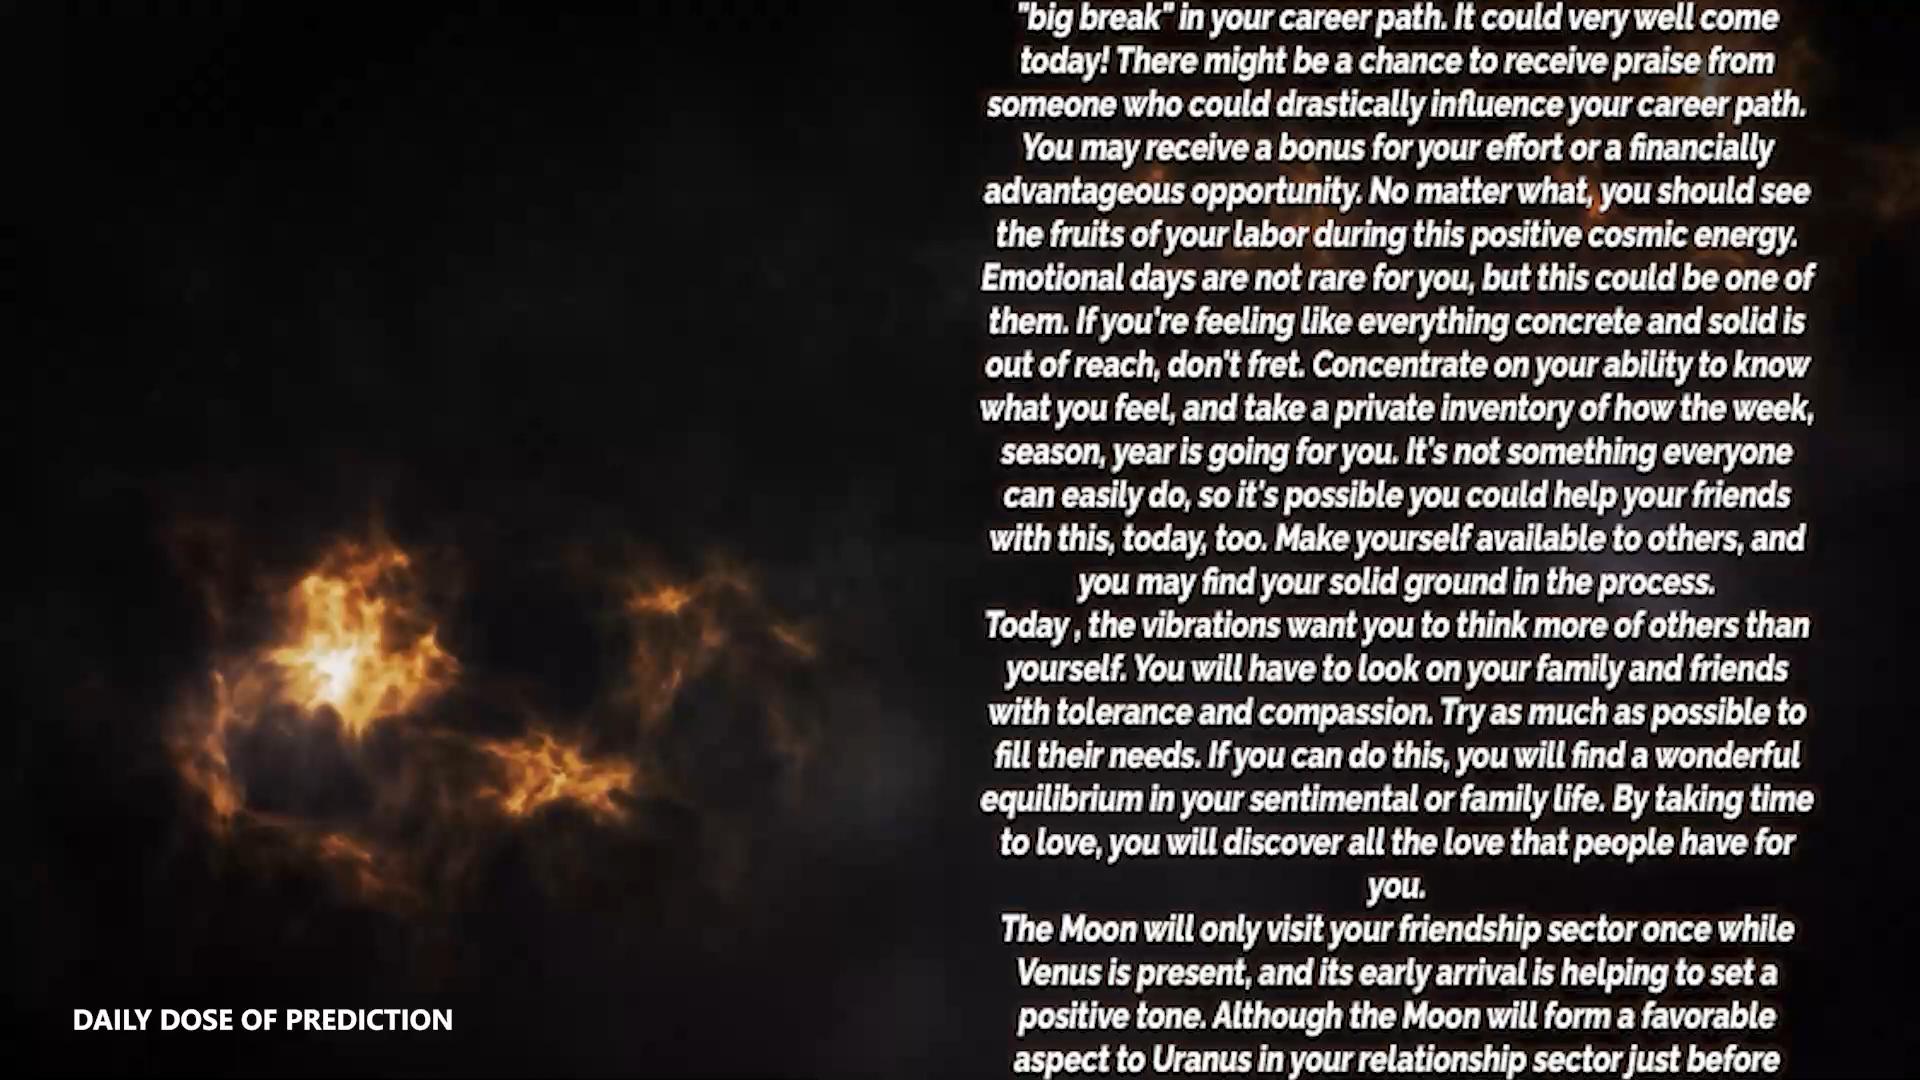 "big break" in your career path. It could very well come
today! There might be a chance to receive praise from
someone who could drastically influence your career path.
You may receive a bonus for your effort or a financially
advantageous opportunity. No matter what, you should see
the fruits of your labor during this positive cosmic energy.
Emotional days are not rare for you, but this could be one of
them. If you're feeling like everything concrete and solid is
out of reach, don't fret. Concentrate on your ability to know
what you feel, and take a private inventory of how the week,
season, year is going for you. It's not something everyone
can easily do, so it's possible you could help your friends
with this, today, too. Make yourself available to others, and
you may find your solid ground in the process.
Today , the vibrations want you to think more of others than
yourself. You will have to look on your family and friends
with tolerance and compassion. Try as much as possible to
fill their needs. If you can do this, you will find a wonderful
equilibrium in your sentimental or family life. By taking time
to love, you will discover all the love that people have for
you.
The Moon will only visit your friendship sector once while
Venus is present, and its early arrival is helping to set a
positive tone. Although the Moon will form a favorable
aspect to Uranus in your relationship sector just before
DAILY DOSE OF PREDICTION